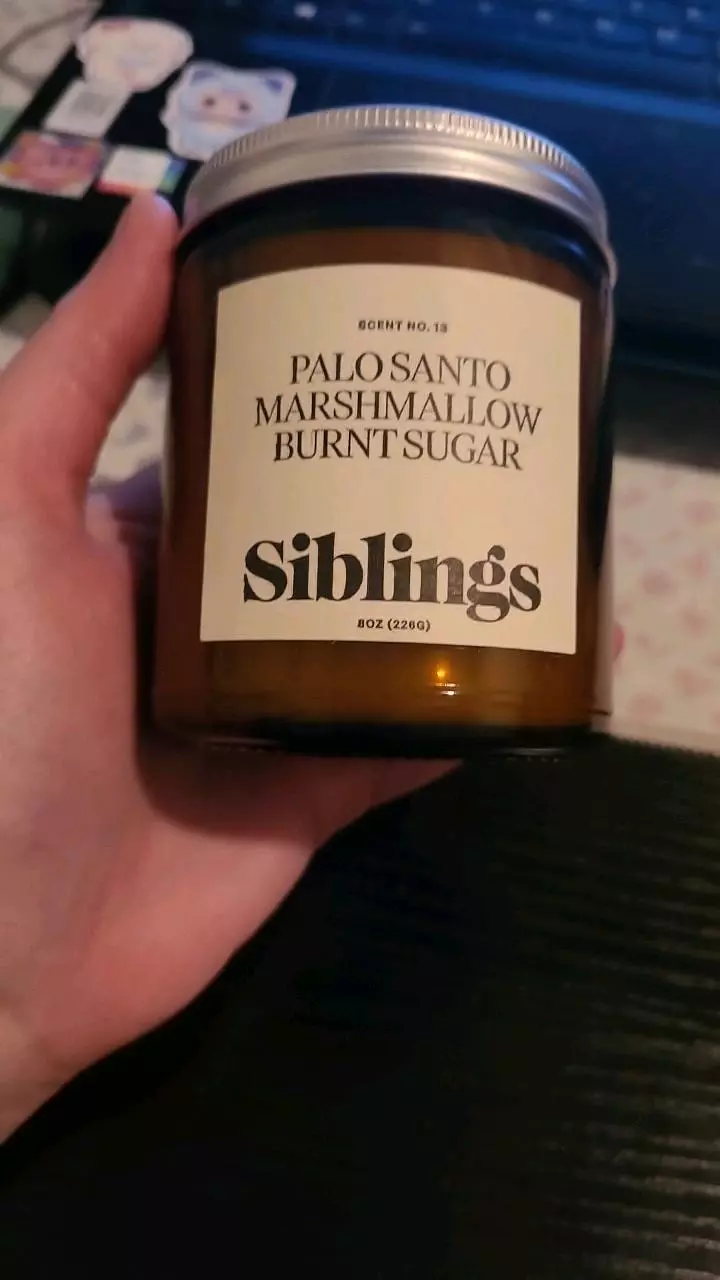 SCENT NO. 13
PALO SANTO
MARSHMALLOW
BURNT SUGAR
Siblings
8OZ (226G)